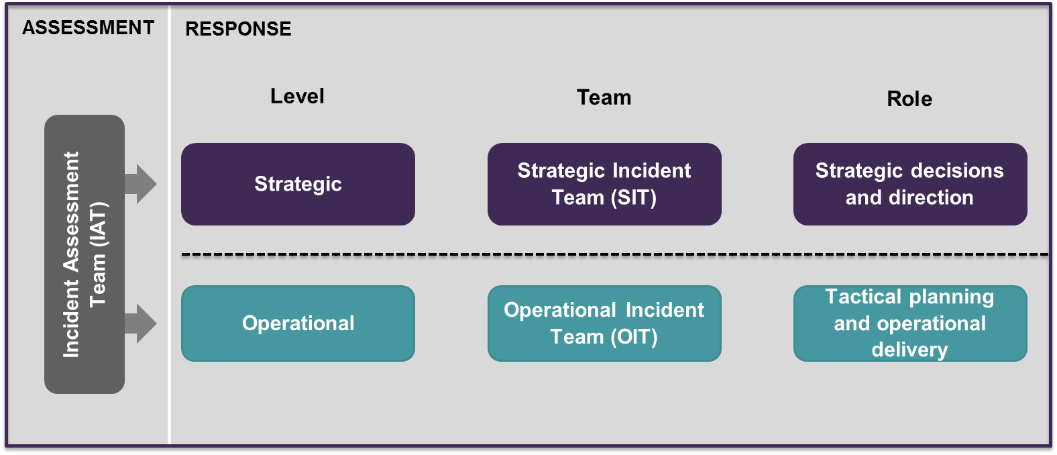 ASSESSMENT
RESPONSE
Level
Team
Role
Incident Assessment
Team (IAT)
Strategic
Strategic Incident
Team (SIT)
Strategic decisions
and direction
Operational
Operational Incident
Team (OIT)
Tactical planning
and operational
delivery